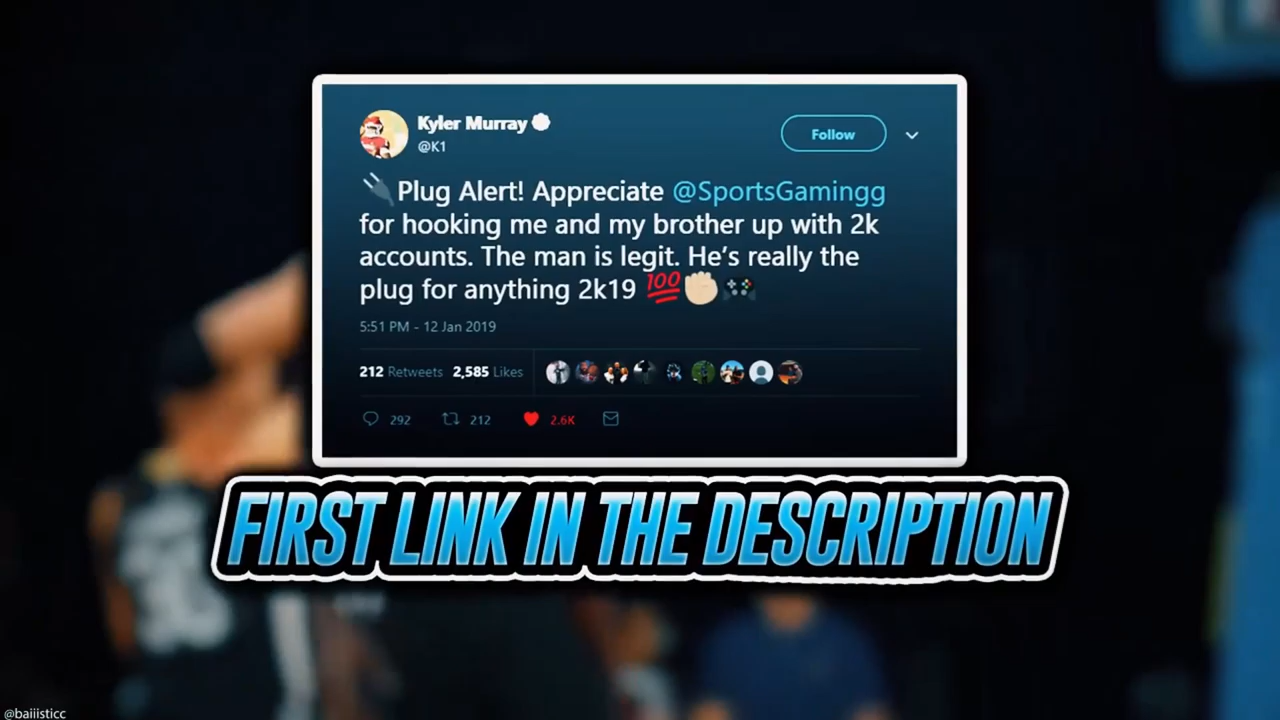 Kyler Murray
@K1
Follow
Plug Alert! Appreciate @SportsGamingg
for hooking me and my brother up with 2k
accounts. The man is legit. He's really the
plug for anything 2k19 💯✊🏼🎮
5:51 PM - 12 Jan 2019
212 Retweets 2,585 Likes
292 212 2.6K
FIRST LINK IN THE DESCRIPTION
@baiiisticc